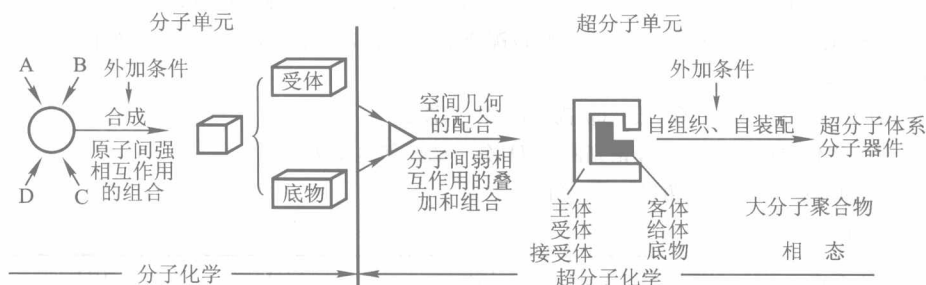 分子单元
超分子单元
A
B
外加条件
合成
原子间强
相互作用
的组合
D
C
受体
底物
空间几何
的配合
分子间弱相
互作用的叠
加和组合
外加条件
自组织、自装配
超分子体系
分子器件
主体
受体
接受体
客体
给体
底物
大分子聚合物
相 态
分子化学
超分子化学